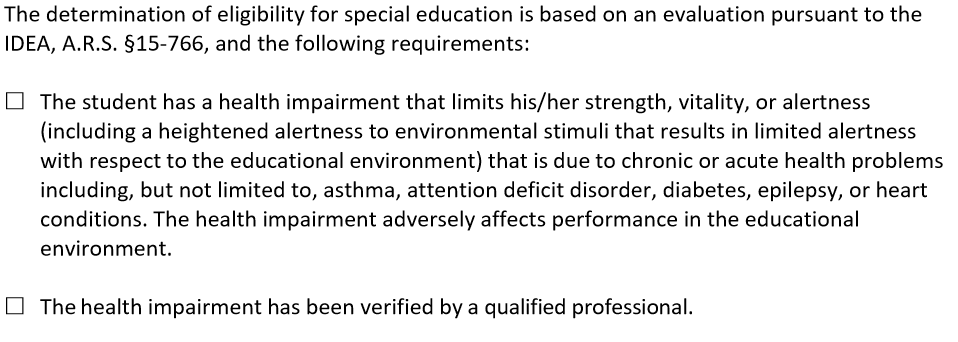 The determination of eligibility for special education is based on an evaluation pursuant to the
IDEA, A.R.S. §15-766, and the following requirements:
☐ The student has a health impairment that limits his/her strength, vitality, or alertness
(including a heightened alertness to environmental stimuli that results in limited alertness
with respect to the educational environment) that is due to chronic or acute health problems
including, but not limited to, asthma, attention deficit disorder, diabetes, epilepsy, or heart
conditions. The health impairment adversely affects performance in the educational
environment.
☐ The health impairment has been verified by a qualified professional.